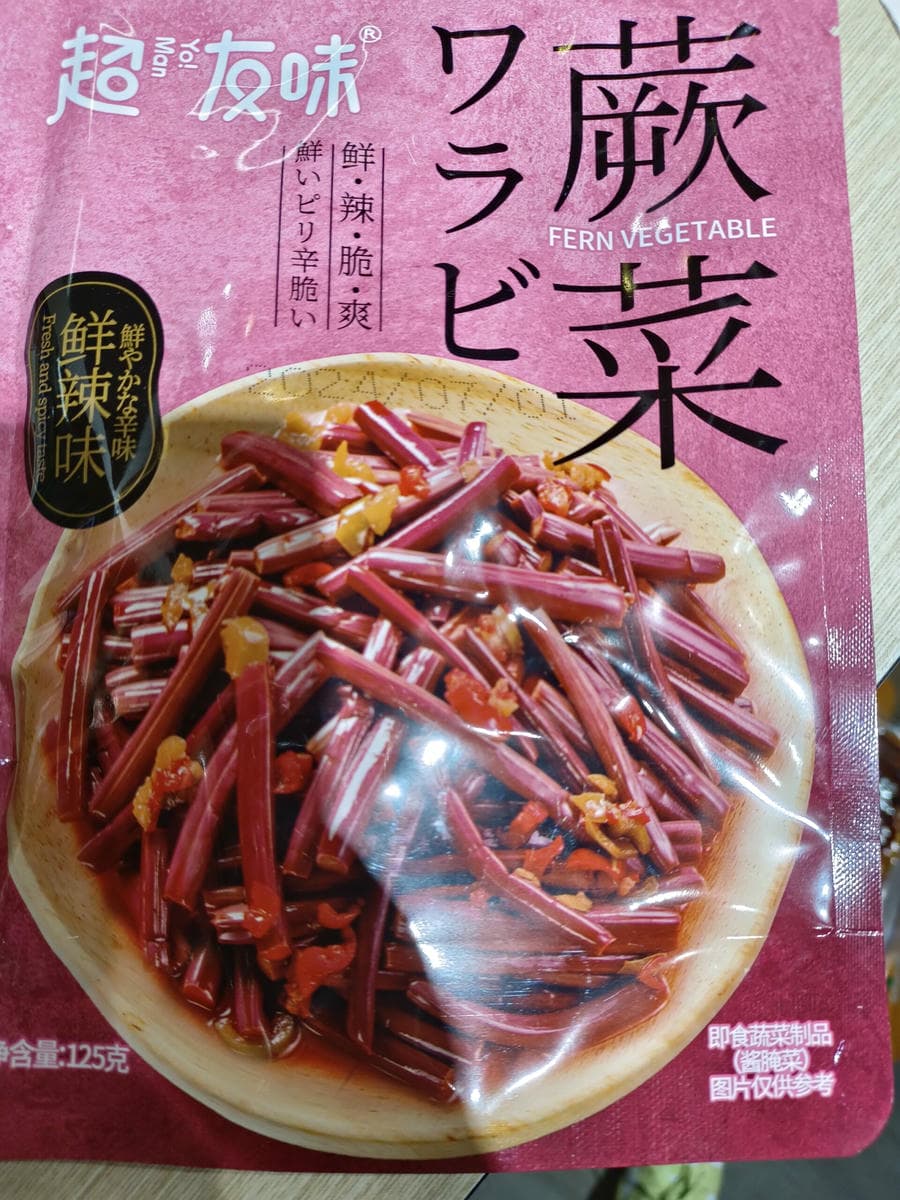 超友味®
Yo!
Man
蕨菜
FERN VEGETABLE
ワラビ
鲜·辣·脆·爽
鮮いピリ辛脆い
鮮やかな辛味
鲜辣味
Fresh and spicy taste
2024/07/01
净含量:125克
即食蔬菜制品
(酱腌菜)
图片仅供参考